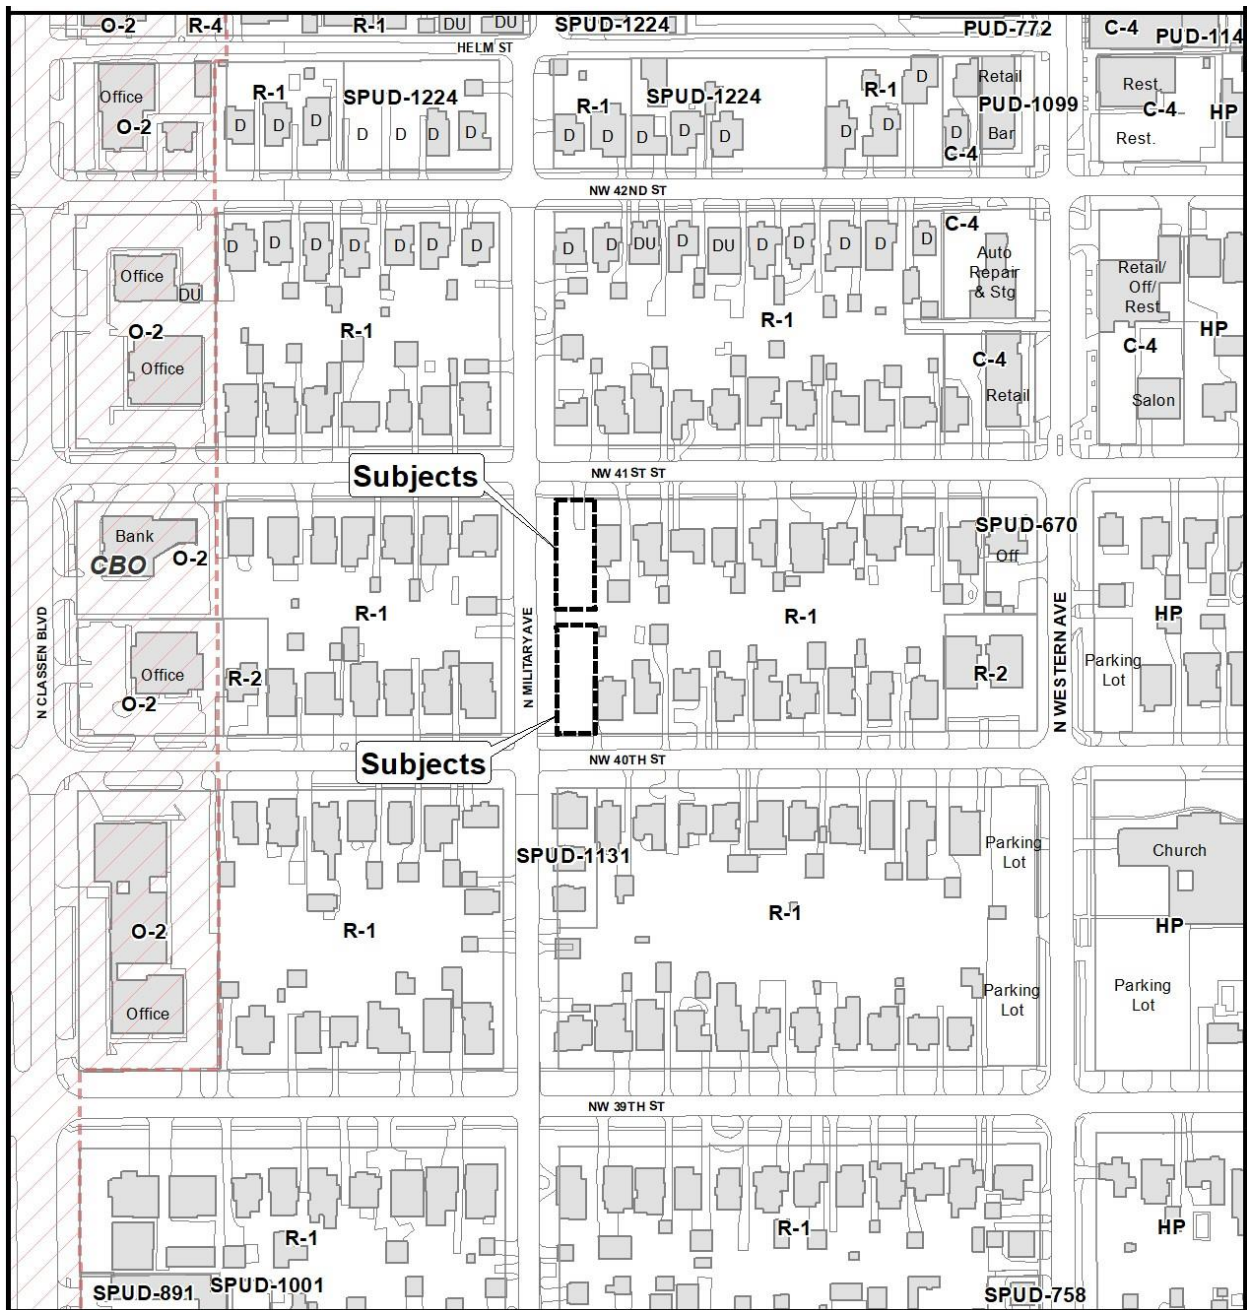 O-2
R-4
R-1
DU
DU
SPUD-1224
PUD-772
C-4
PUD-114
HELM ST
Office
O-2
R-1
SPUD-1224
D
D
D
D
D
D
D
R-1
SPUD-1224
R-1
D
D
D
D
D
D
D
D
D
D
C-4
Retail
PUD-1099
Bar
Rest.
C-4
Rest.
HP
NW 42ND ST
Office
DU
O-2
Office
D
D
D
D
D
D
D
R-1
D
D
DU
D
DU
D
D
D
D
D
R-1
C-4
Auto
Repair
& Stg
C-4
Retail
Retail/
Off/
Rest
C-4
Salon
HP
NW 41ST ST
Subjects
Bank
CBO
O-2
R-1
R-1
SPUD-670
Off
N CLASSEN BLVD
N MILITARY AVE
N WESTERN AVE
HP
Office
O-2
R-2
R-2
Parking
Lot
Subjects
NW 40TH ST
SPUD-1131
Parking
Lot
Church
O-2
R-1
R-1
HP
Office
Parking
Lot
Parking
Lot
NW 39TH ST
R-1
R-1
HP
SPUD-891
SPUD-1001
SPUD-758